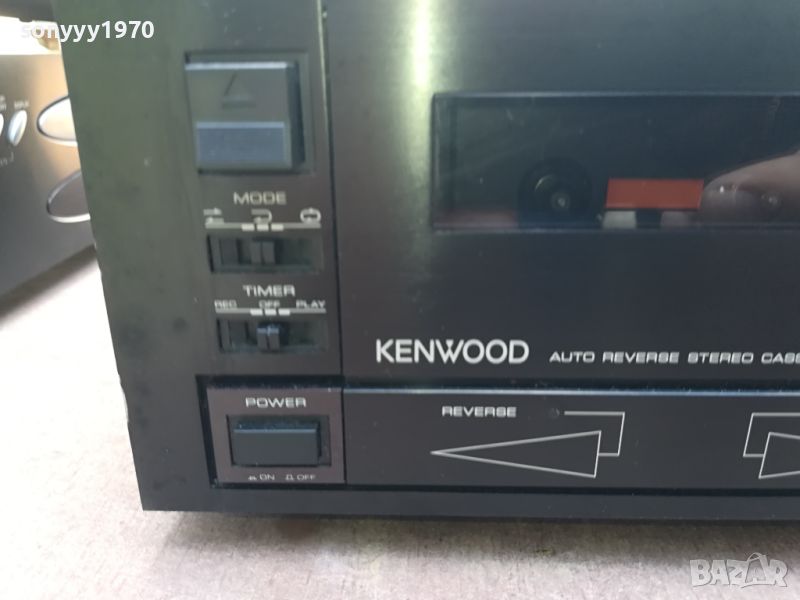 sonyyy1970
MODE
TIMER
REC OFF PLAY
KENWOOD AUTO REVERSE STEREO CASS
POWER
REVERSE
ON OFF
BAZAR